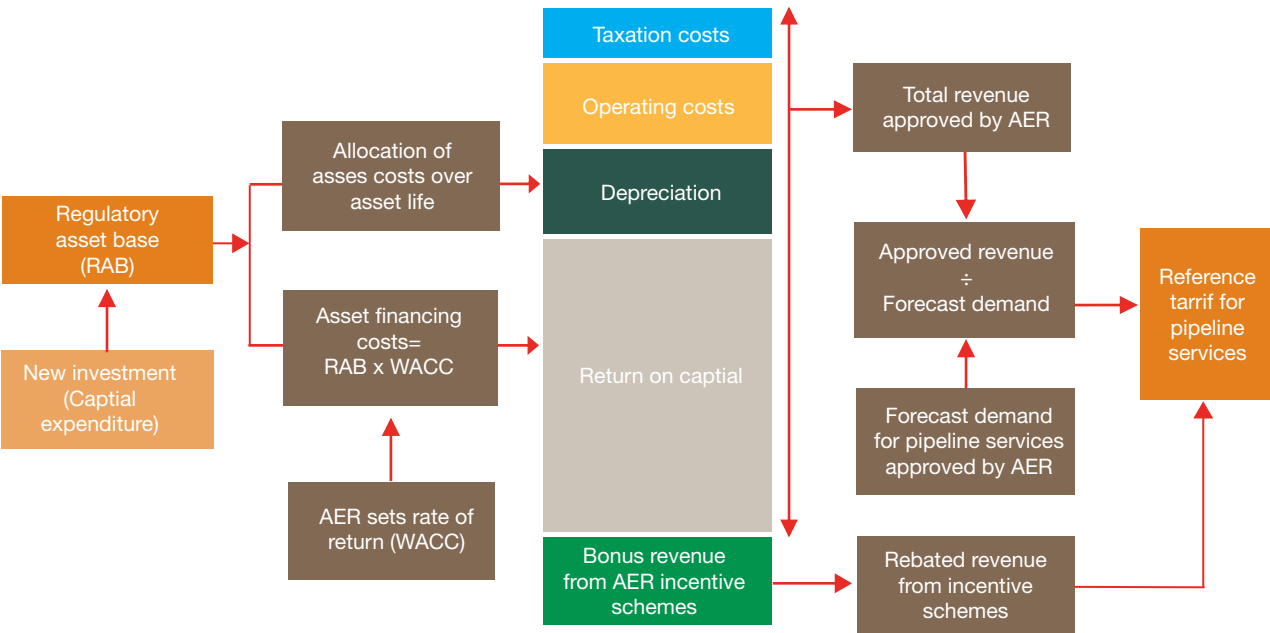 Regulatory
asset base
(RAB)
New investment
(Captial
expenditure)
Allocation of
asses costs over
asset life
Asset financing
costs=
RAB x WACC
AER sets rate of
return (WACC)
Taxation costs
Operating costs
Depreciation
Return on captial
Bonus revenue
from AER incentive
schemes
Total revenue
approved by AER
Approved revenue
÷
Forecast demand
Forecast demand
for pipeline services
approved by AER
Rebated revenue
from incentive
schemes
Reference
tarrif for
pipeline
services